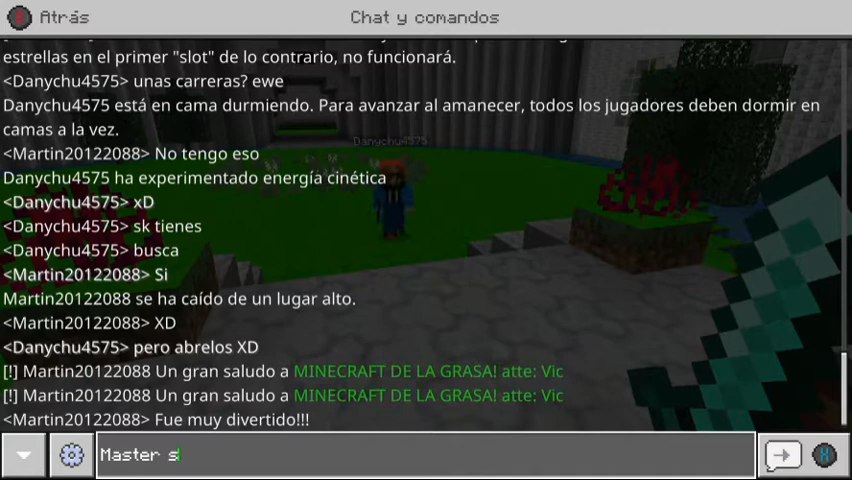 Atrás
Chat y comandos
estrellas en el primer "slot" de lo contrario, no funcionará.
<Danychu4575> unas carreras? ewe
Danychu4575 está en cama durmiendo. Para avanzar al amanecer, todos los jugadores deben dormir en
camas a la vez.
Danychu4575
<Martin20122088> No tengo eso
Danychu4575 ha experimentado energía cinética
<Danychu4575> xD
<Danychu4575> sk tienes
<Danychu4575> busca
<Martin20122088> Si
Martin20122088 se ha caído de un lugar alto.
<Martin20122088> XD
<Danychu4575> pero abrelos XD
[!] Martin20122088 Un gran saludo a MINECRAFT DE LA GRASA! atte: Vic
[!] Martin20122088 Un gran saludo a MINECRAFT DE LA GRASA! atte: Vic
<Martin20122088> Fue muy divertido!!!
Master s